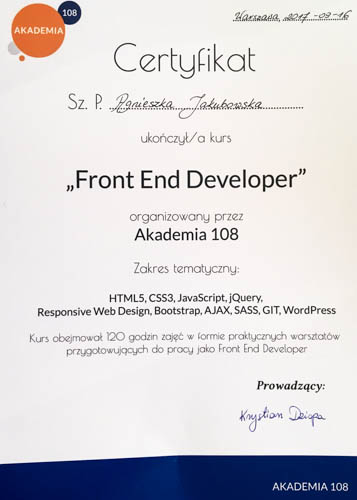 108
AKADEMIA
Warszawa, 2017-09-16
Certyfikat
Sz. P. Agnieszka Jakubowska
ukończył/a kurs
„Front End Developer”
organizowany przez
Akademia 108
Zakres tematyczny:
HTML5, CSS3, JavaScript, jQuery,
Responsive Web Design, Bootstrap, AJAX, SASS, GIT, WordPress
Kurs obejmował 120 godzin zajęć w formie praktycznych warsztatów
przygotowujących do pracy jako Front End Developer
Prowadzący:
Krystian Dziopa
AKADEMIA 108